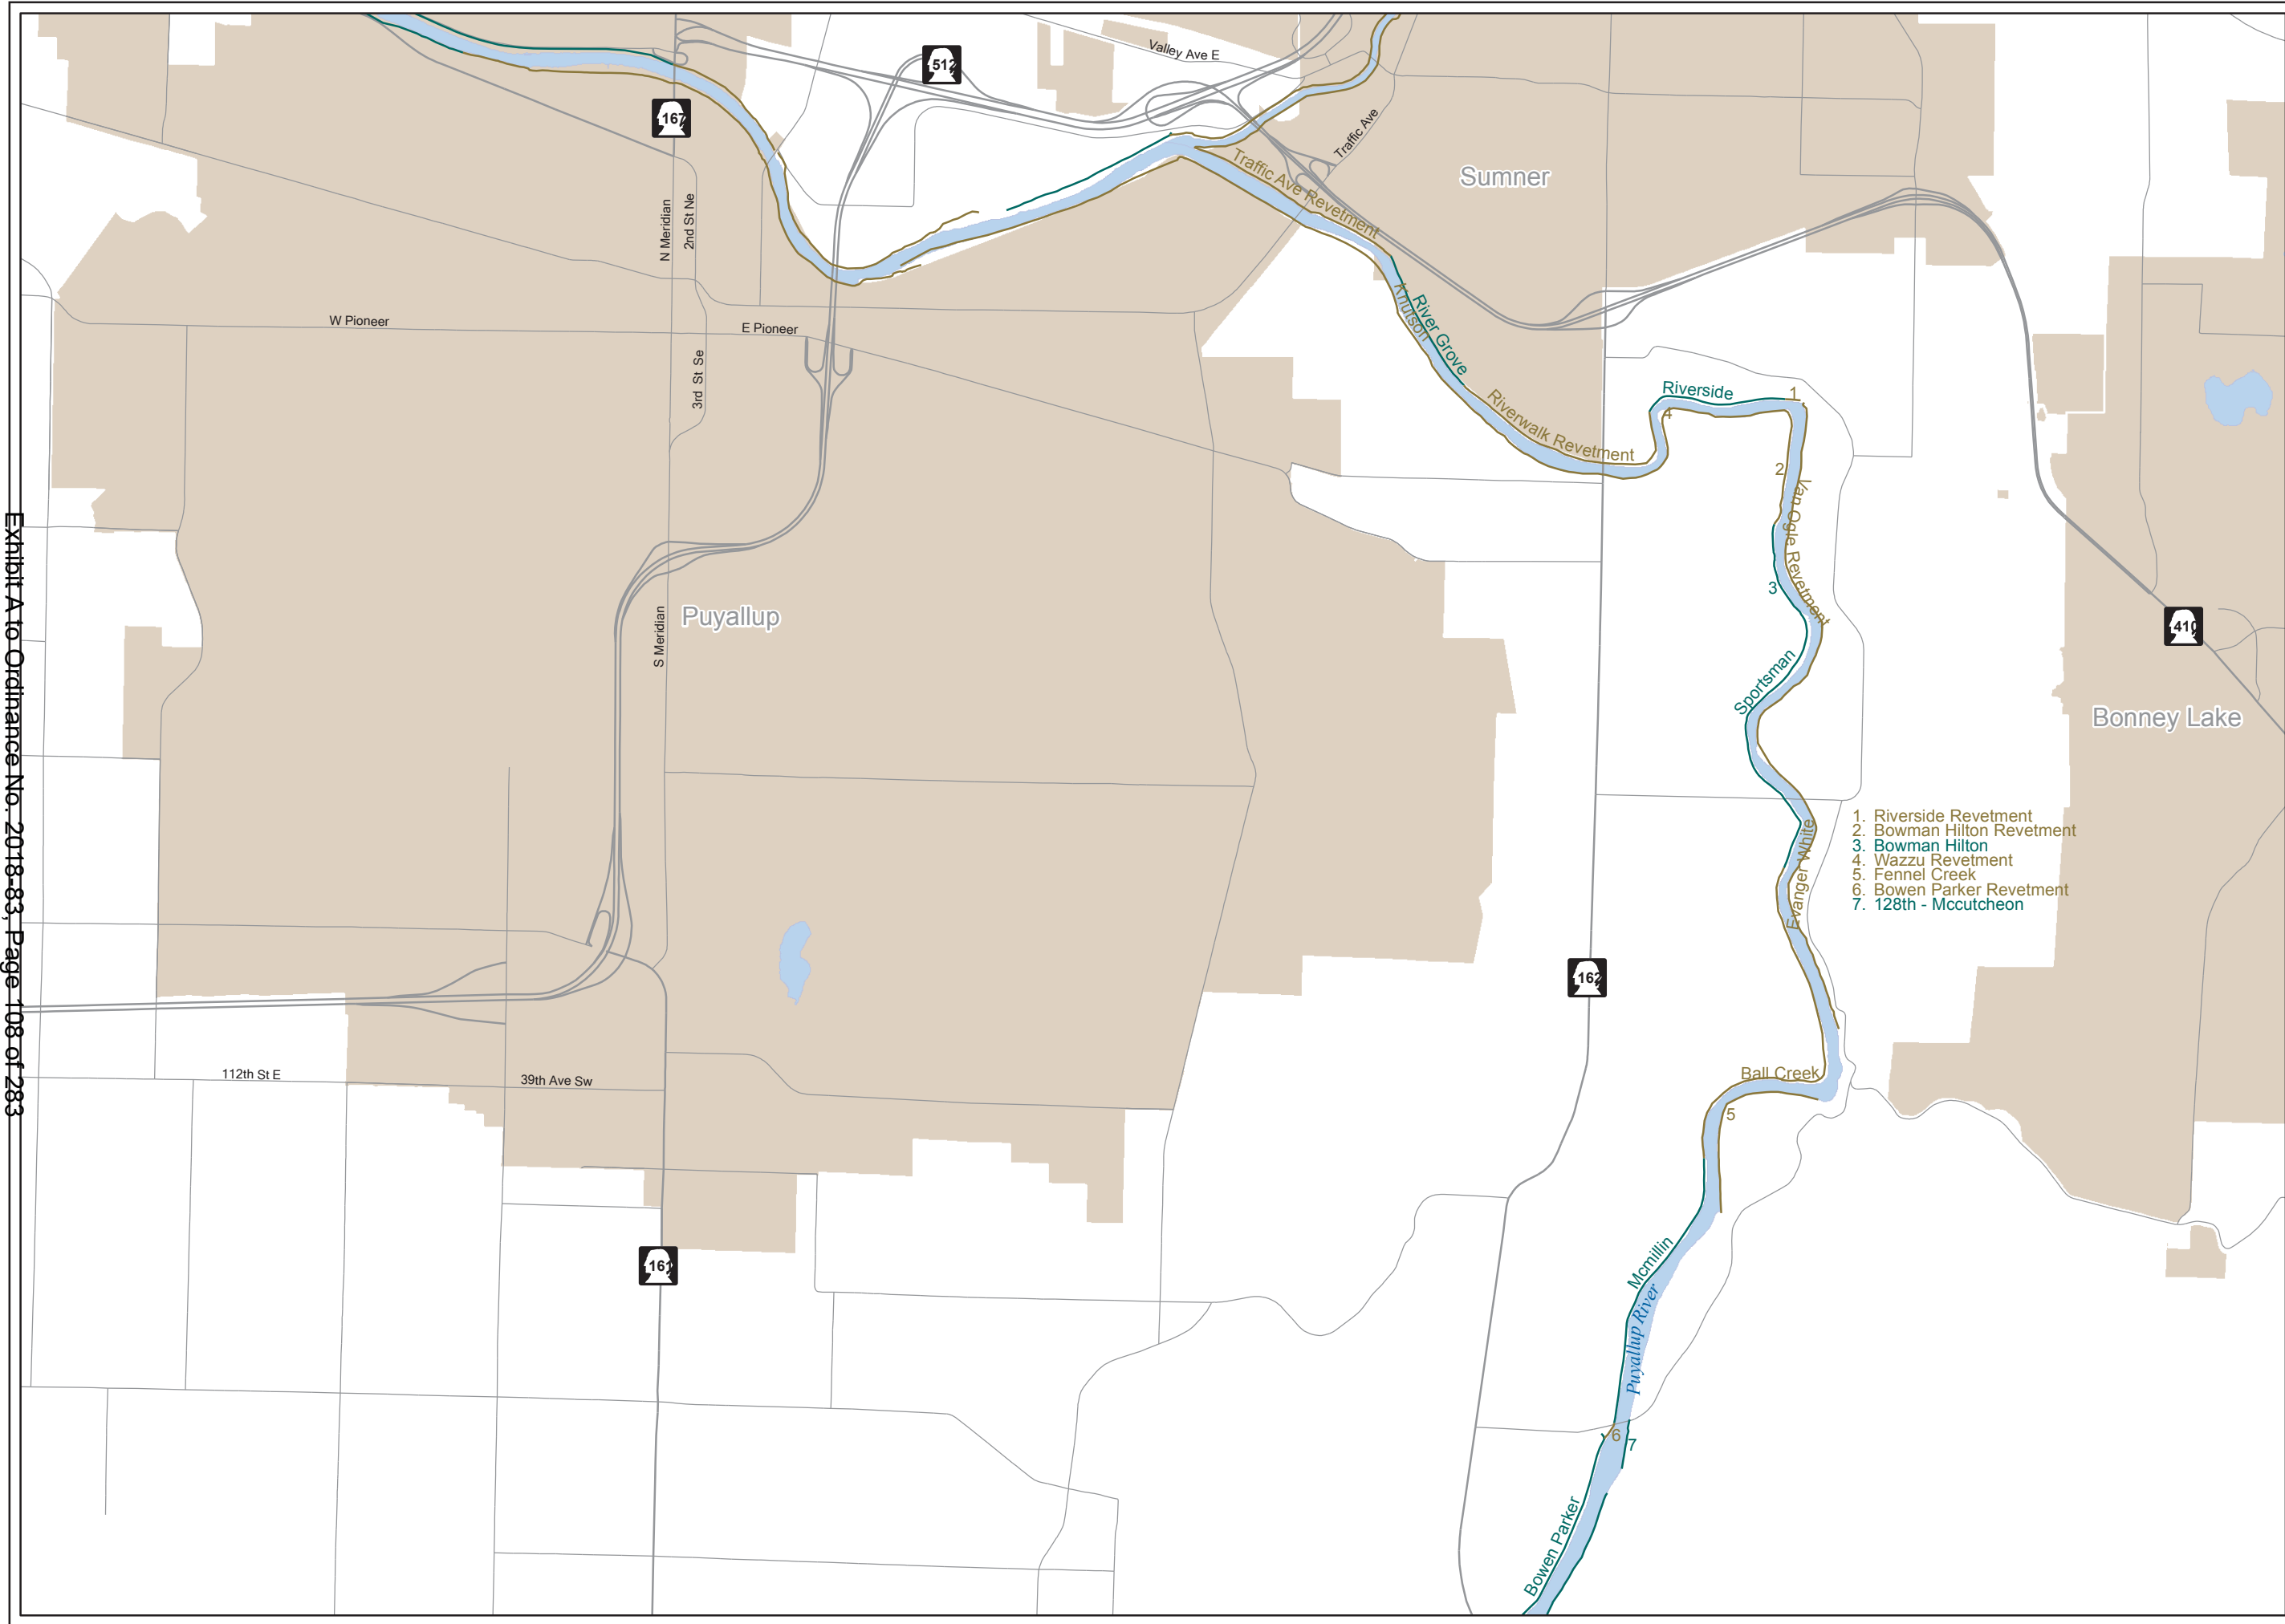 Valley Ave E
512
167
Traffic Ave
Traffic Ave Revetment
Sumner
N Meridian
2nd St Ne
W Pioneer
E Pioneer
3rd St Se
Knutson
River Grove
Riverwalk Revetment
Riverside
1
4
2
Van Ogle Revetment
3
Exhibit A to Ordinance No. 2018-83, Page 108 of 283
Puyallup
S Meridian
410
Sportsman
Bonney Lake
Evanger White
1. Riverside Revetment
2. Bowman Hilton Revetment
3. Bowman Hilton
4. Wazzu Revetment
5. Fennel Creek
6. Bowen Parker Revetment
7. 128th - Mccutcheon
162
112th St E
39th Ave Sw
Ball Creek
5
161
Mcmillin
Puyallup River
6
7
Bowen Parker